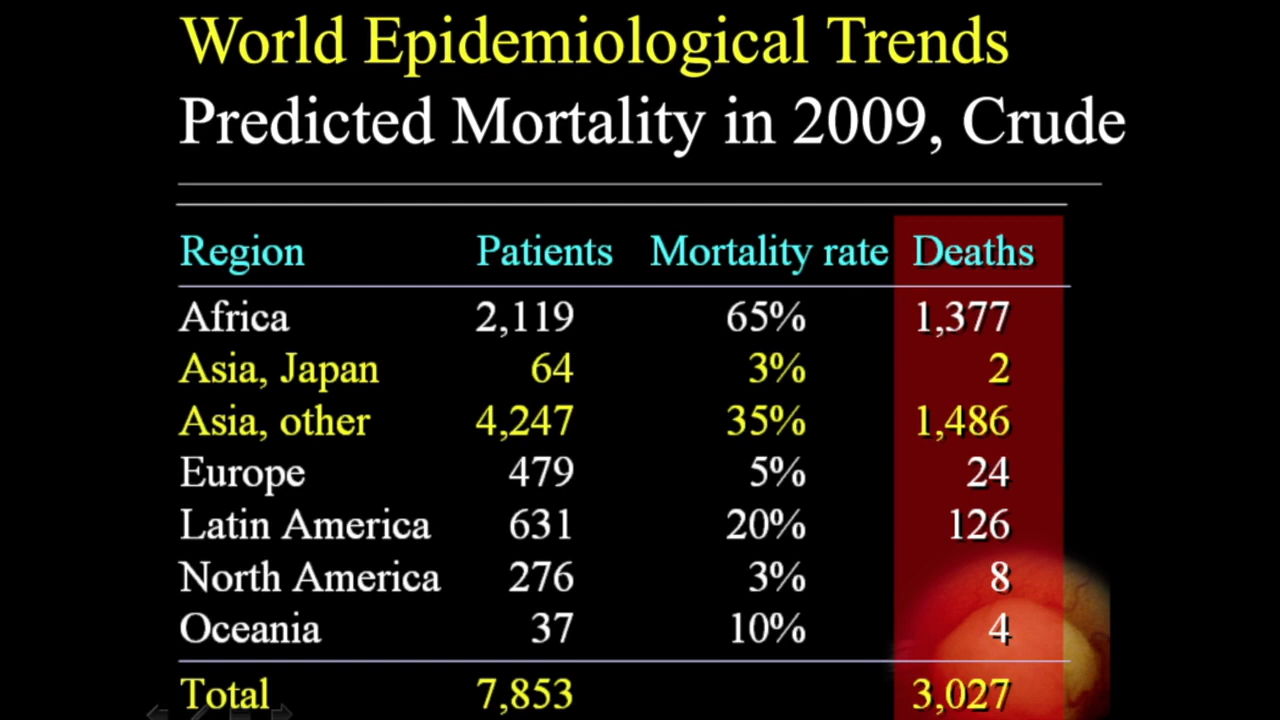 World Epidemiological Trends
Predicted Mortality in 2009, Crude
Region Patients Mortality rate Deaths
Africa 2,119 65% 1,377
Asia, Japan 64 3% 2
Asia, other 4,247 35% 1,486
Europe 479 5% 24
Latin America 631 20% 126
North America 276 3% 8
Oceania 37 10% 4
Total 7,853 3,027